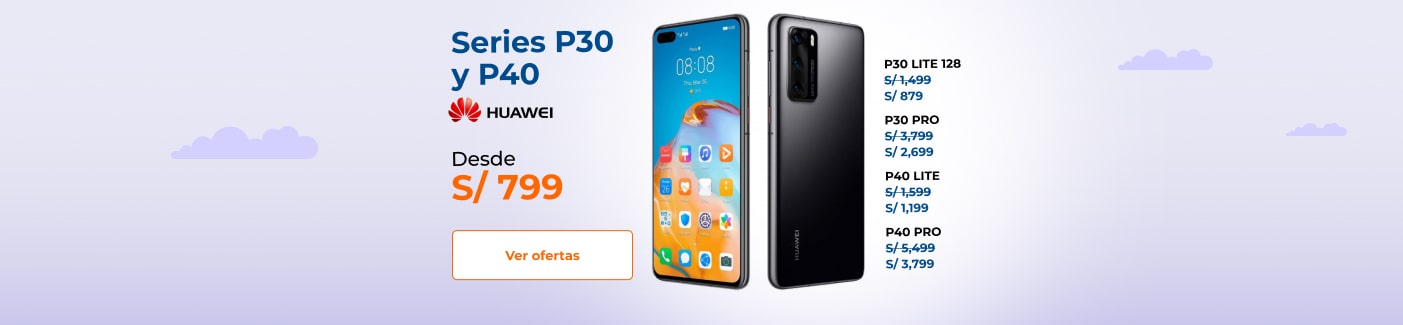 Series P30
y P40
HUAWEI
Desde
S/ 799
Ver ofertas
08:08
HUAWEI
P30 LITE 128
S/ 1,499
S/ 879
P30 PRO
S/ 3,799
S/ 2,699
P40 LITE
S/ 1,599
S/ 1,199
P40 PRO
S/ 5,499
S/ 3,799